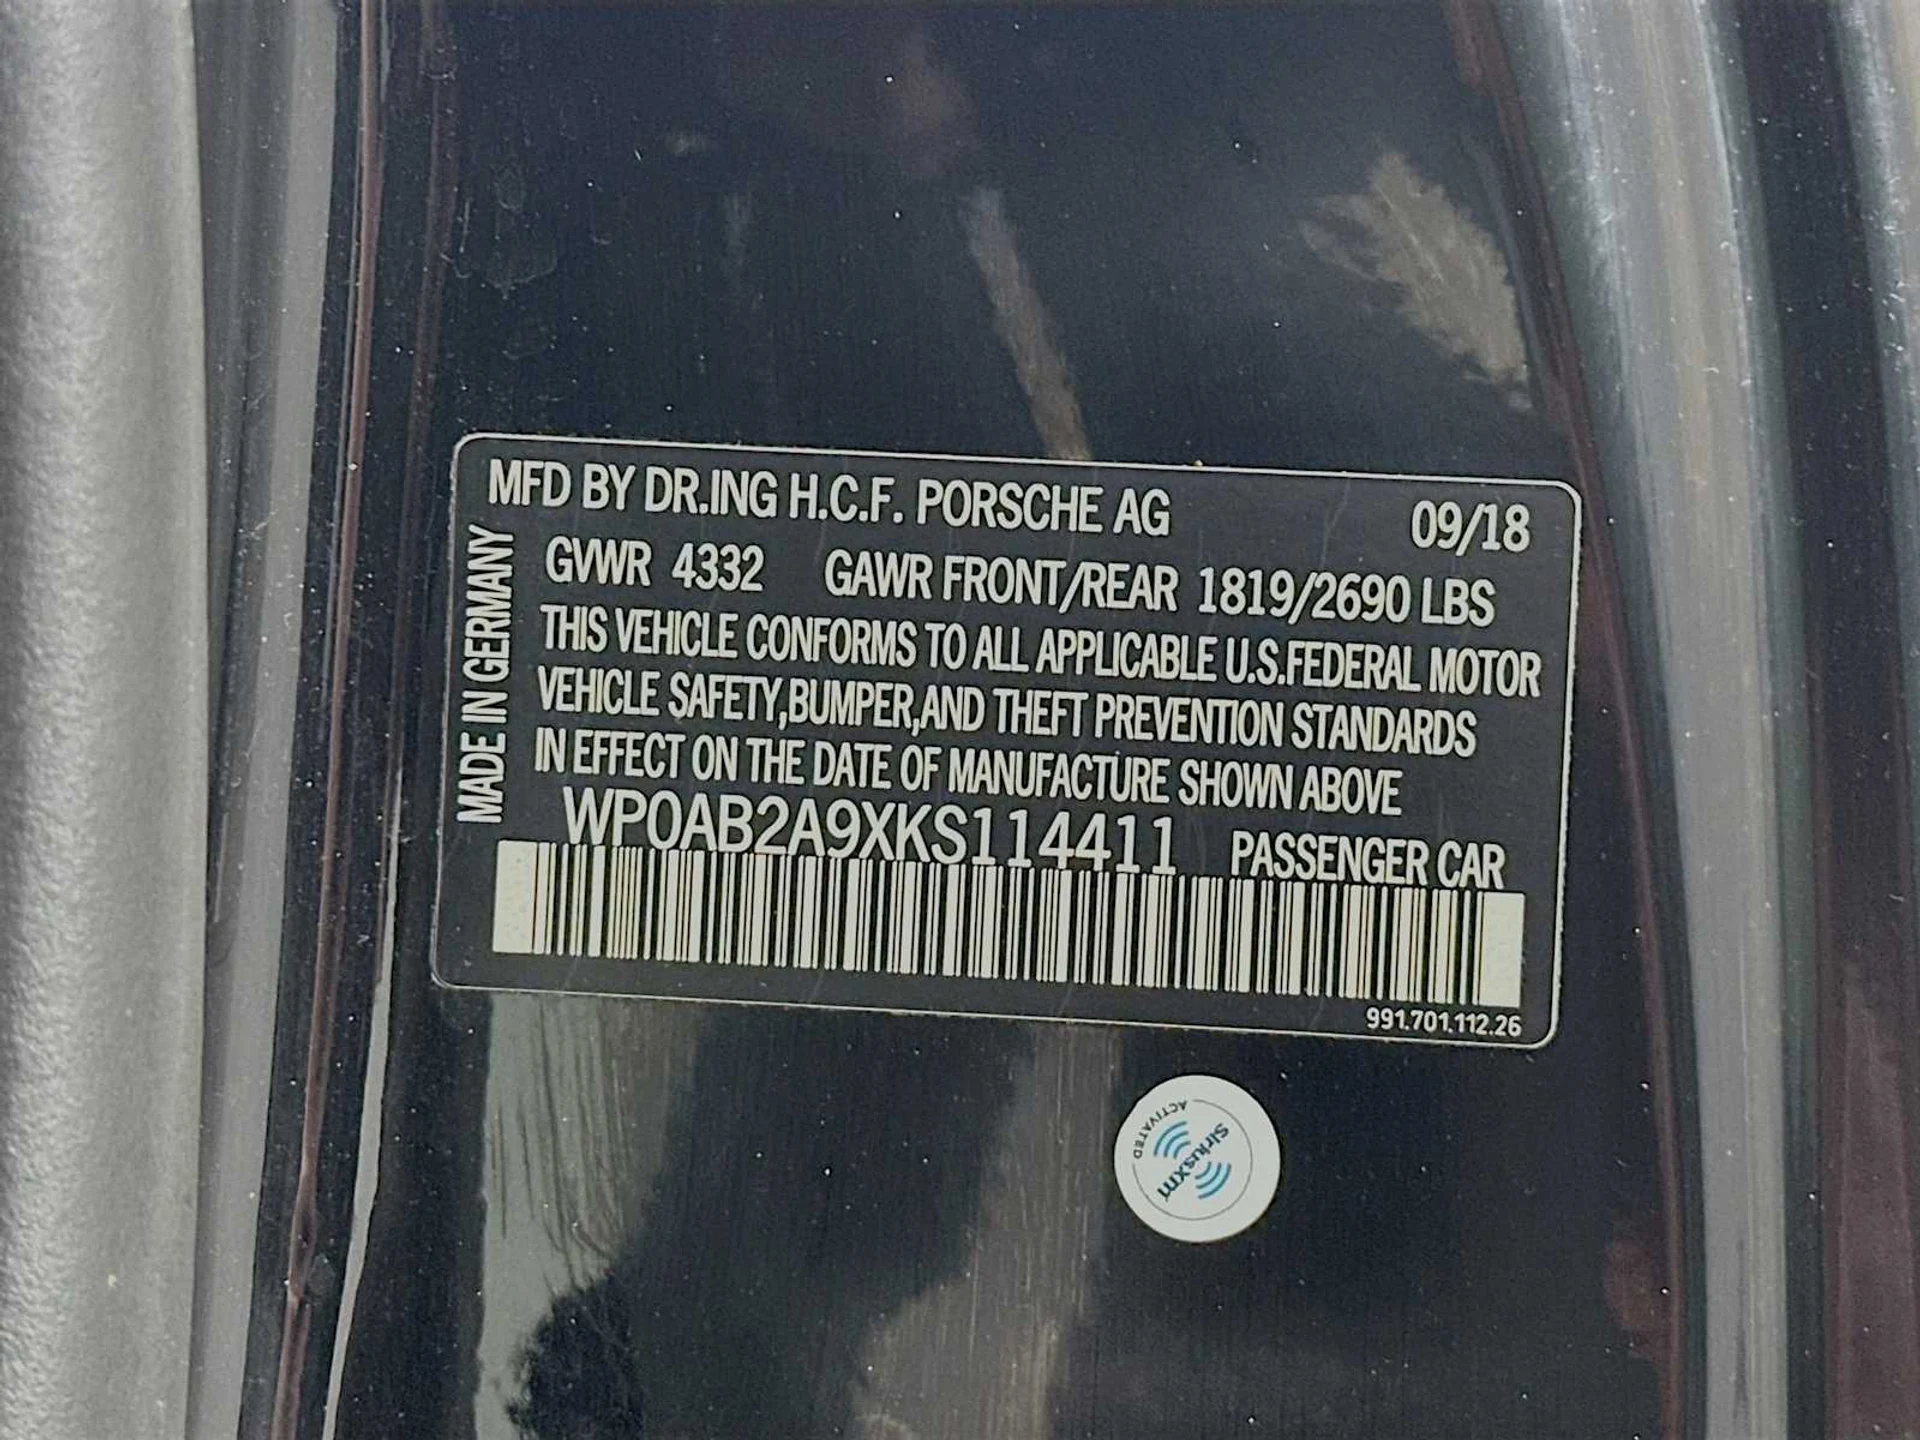 MFD BY DR.ING H.C.F. PORSCHE AG 09/18
GVWR 4332 GAWR FRONT/REAR 1819/2690 LBS
THIS VEHICLE CONFORMS TO ALL APPLICABLE U.S.FEDERAL MOTOR
VEHICLE SAFETY,BUMPER,AND THEFT PREVENTION STANDARDS
IN EFFECT ON THE DATE OF MANUFACTURE SHOWN ABOVE
WP0AB2A9XKS114411 PASSENGER CAR
MADE IN GERMANY
991.701.112.26
siriusxm
ACTIVATED